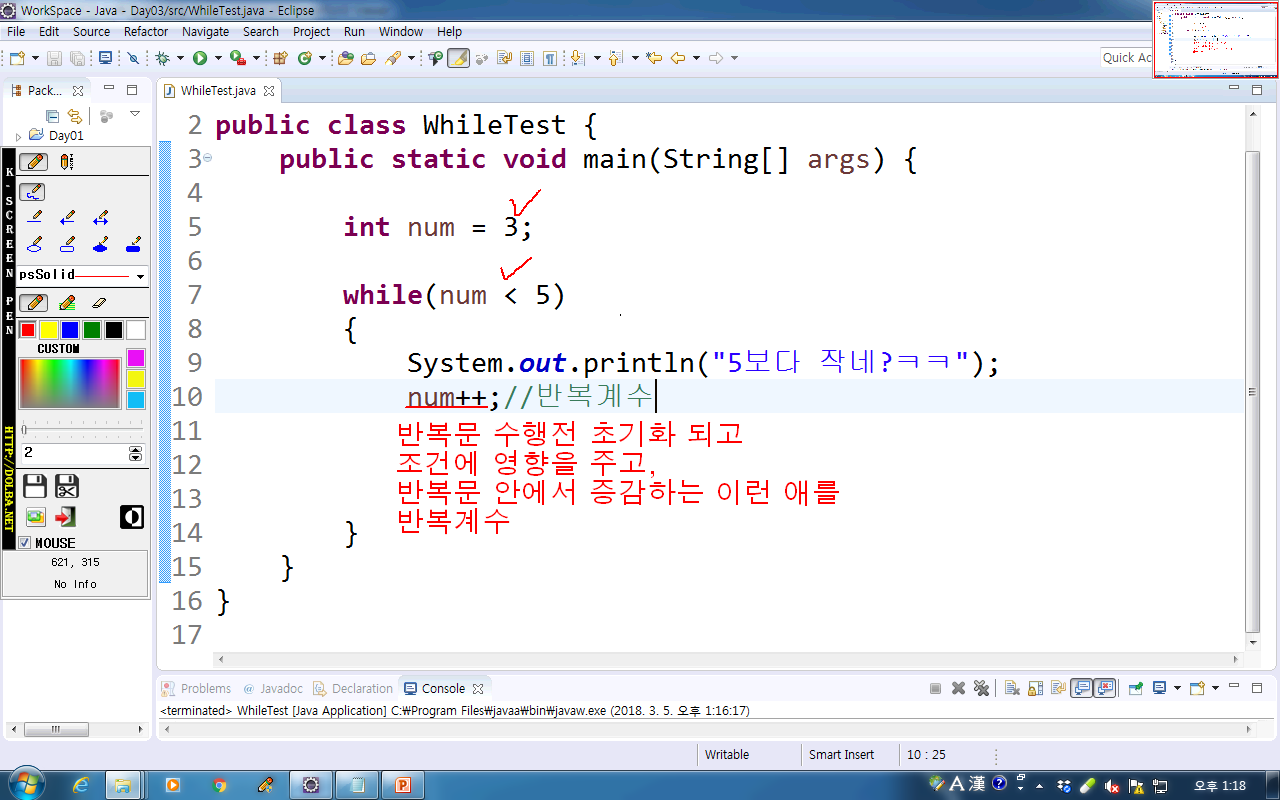 WorkSpace - Java - Day03/src/WhileTest.java - Eclipse
File Edit Source Refactor Navigate Search Project Run Window Help
Quick Ac
Pack...
WhileTest.java
Day01
2 public class WhileTest {
3 public static void main(String[] args) {
4
5 int num = 3;
6
7 while(num < 5)
8 {
9 System.out.println("5보다 작네?ㅋㅋ");
10 num++;//반복계수
11 반복문 수행전 초기화 되고
12 조건에 영향을 주고,
13 반복문 안에서 증감하는 이런 애를
반복계수
14 }
15 }
16 }
17
K-SCREEN PEN
psSolid
CUSTOM
2
HTTP://DOLBA.NET
MOUSE
621, 315
No Info
Problems @ Javadoc Declaration Console
<terminated> WhileTest [Java Application] C:₩Program Files₩javaa₩bin₩javaw.exe (2018. 3. 5. 오후 1:16:17)
Writable Smart Insert 10 : 25
A 漢
오후 1:18